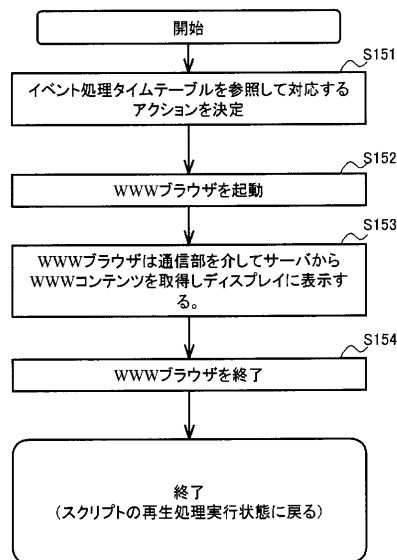 開始
S151
イベント処理タイムテーブルを参照して対応する
アクションを決定
S152
WWWブラウザを起動
S153
WWWブラウザは通信部を介してサーバから
WWWコンテンツを取得しディスプレイに表示す
る。
S154
WWWブラウザを終了
終了
(スクリプトの再生処理実行状態に戻る)